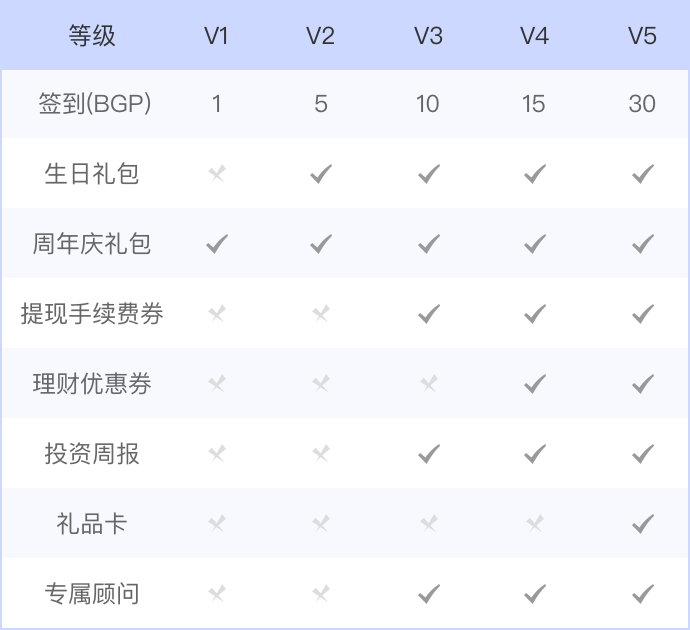 等级 V1 V2 V3 V4 V5
签到(BGP) 1 5 10 15 30
生日礼包
周年庆礼包
提现手续费券
理财优惠券
投资周报
礼品卡
专属顾问